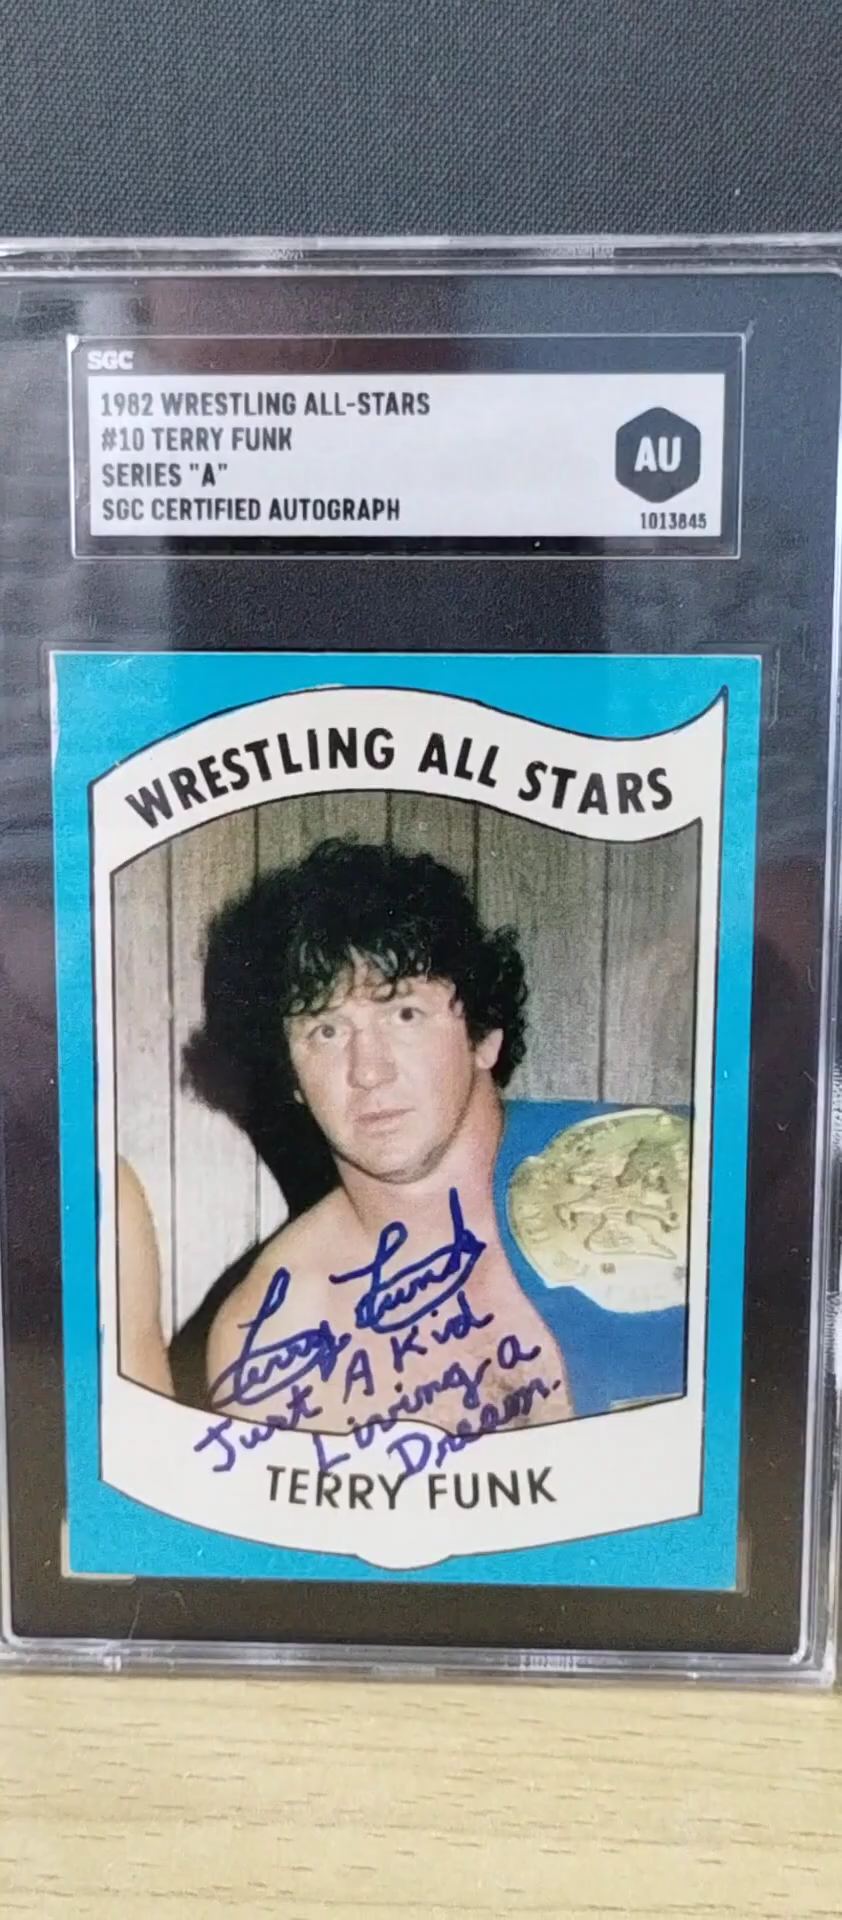 SGC
1982 WRESTLING ALL-STARS
#10 TERRY FUNK
SERIES "A"
SGC CERTIFIED AUTOGRAPH
AU
1013845
WRESTLING ALL STARS
Terry Funk
Just A Kid
Living a
Dream.
TERRY FUNK